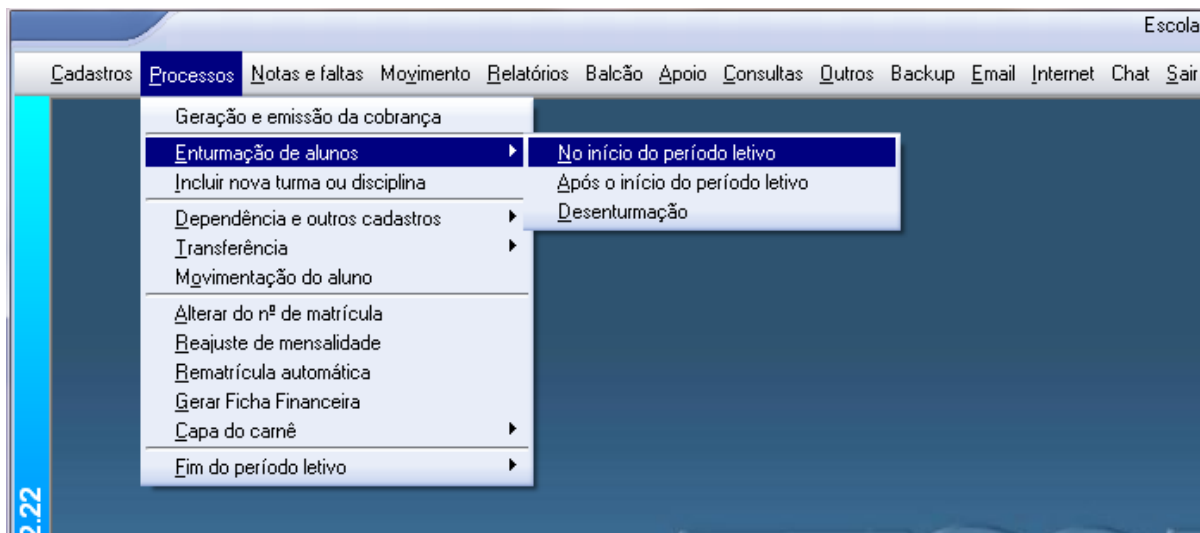 Escola
Cadastros Processos Notas e faltas Movimento Relatórios Balcão Apoio Consultas Outros Backup Email Internet Chat Sair
Geração e emissão da cobrança
Enturmação de alunos
Incluir nova turma ou disciplina
Dependência e outros cadastros
Transferência
Movimentação do aluno
Alterar do nº de matrícula
Reajuste de mensalidade
Rematrícula automática
Gerar Ficha Financeira
Capa do carnê
Fim do período letivo
No início do período letivo
Após o início do período letivo
Desenturmação
2.22